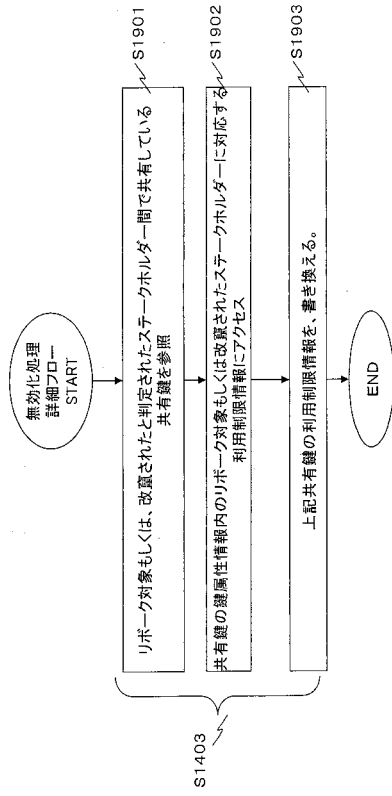 無効化処理
詳細フロー
START
リボーク対象もしくは、改竄されたと判定されたステークホルダー間で共有している
共有鍵を参照
S1901
共有鍵の鍵属性情報内のリボーク対象もしくは改竄されたステークホルダーに対応する
利用制限情報にアクセス
S1902
上記共有鍵の利用制限情報を、書き換える。
S1903
END
S1403